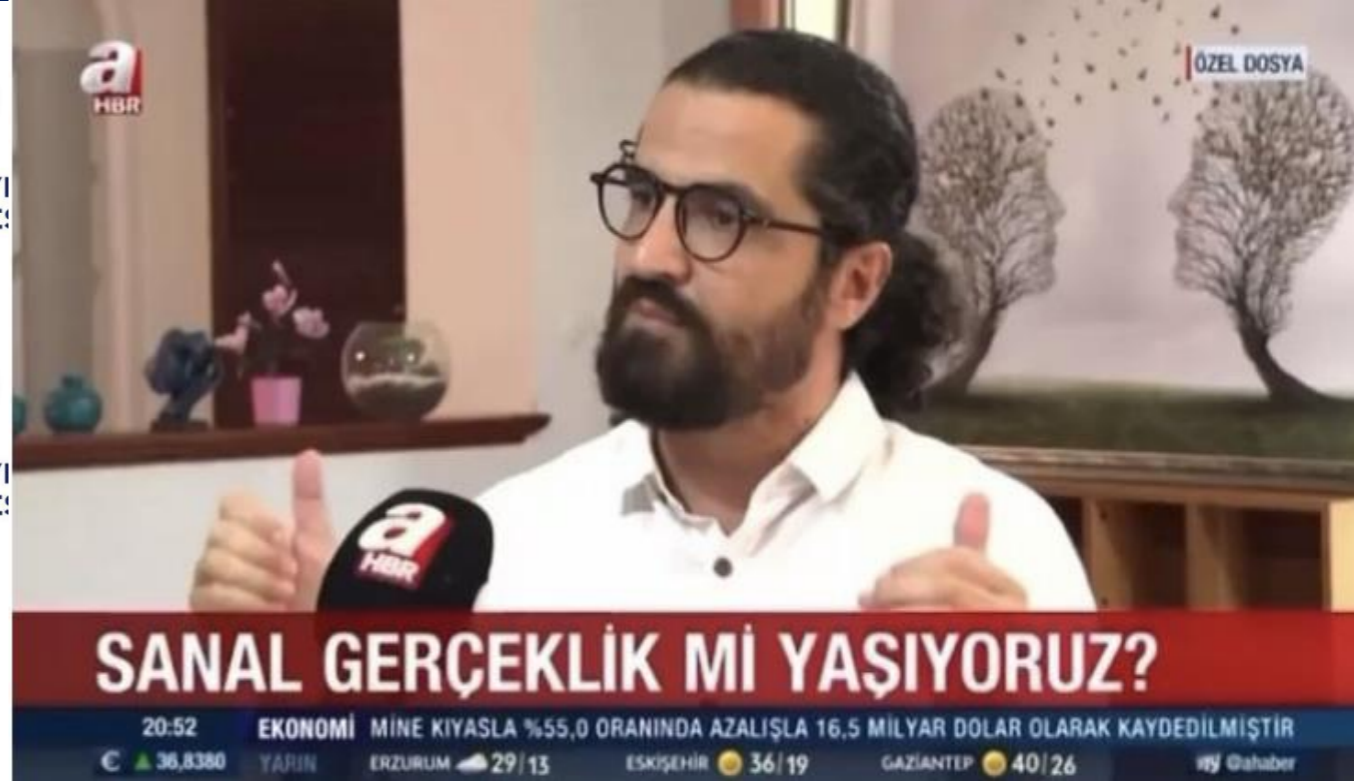 a
HBR
ÖZEL DOSYA
a
HBR
SANAL GERÇEKLİK Mİ YAŞIYORUZ?
20:52 EKONOMİ MİNE KIYASLA %55,0 ORANINDA AZALIŞLA 16,5 MİLYAR DOLAR OLARAK KAYDEDİLMİŞTİR
€ ▲ 36,8380 YARIN ERZURUM 29/13 ESKİŞEHİR 36/19 GAZİANTEP 40/26 @ahaber